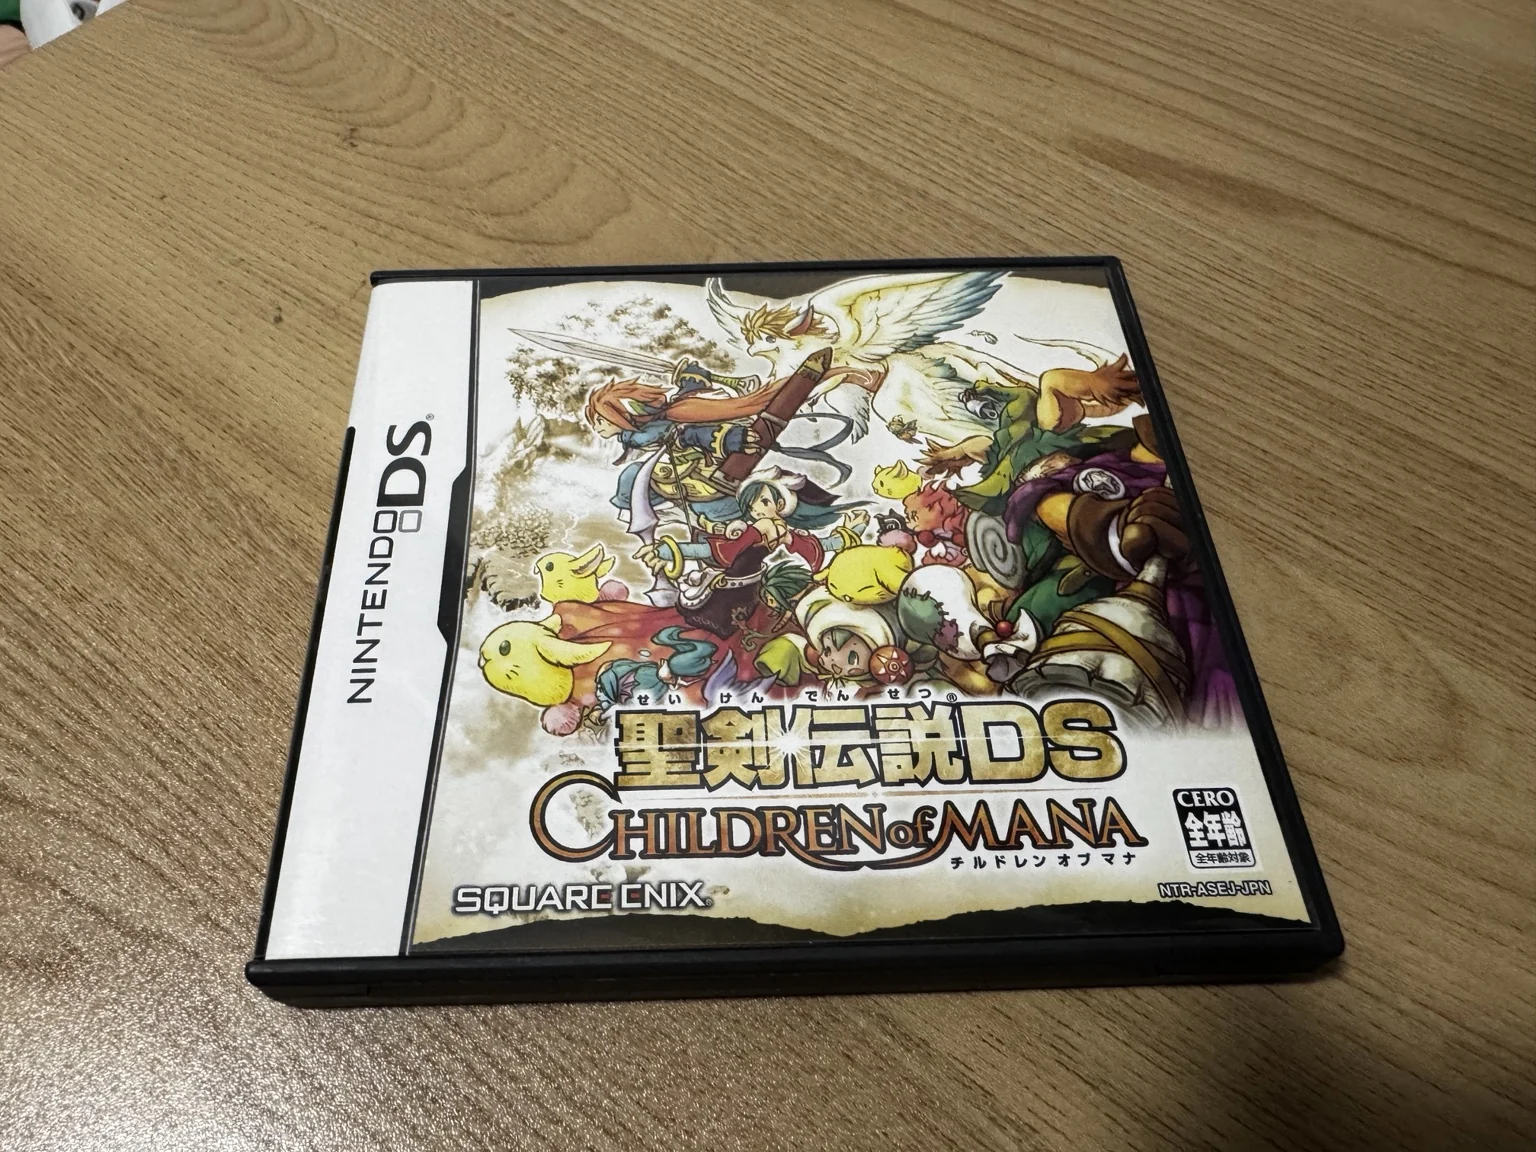 NINTENDO DS®
せいけんでんせつ®
聖剣伝説DS
CHILDREN of MANA
チルドレン オブ マナ
SQUARE ENIX®
CERO
全年齢
全年齢対象
NTR-ASEJ-JPN